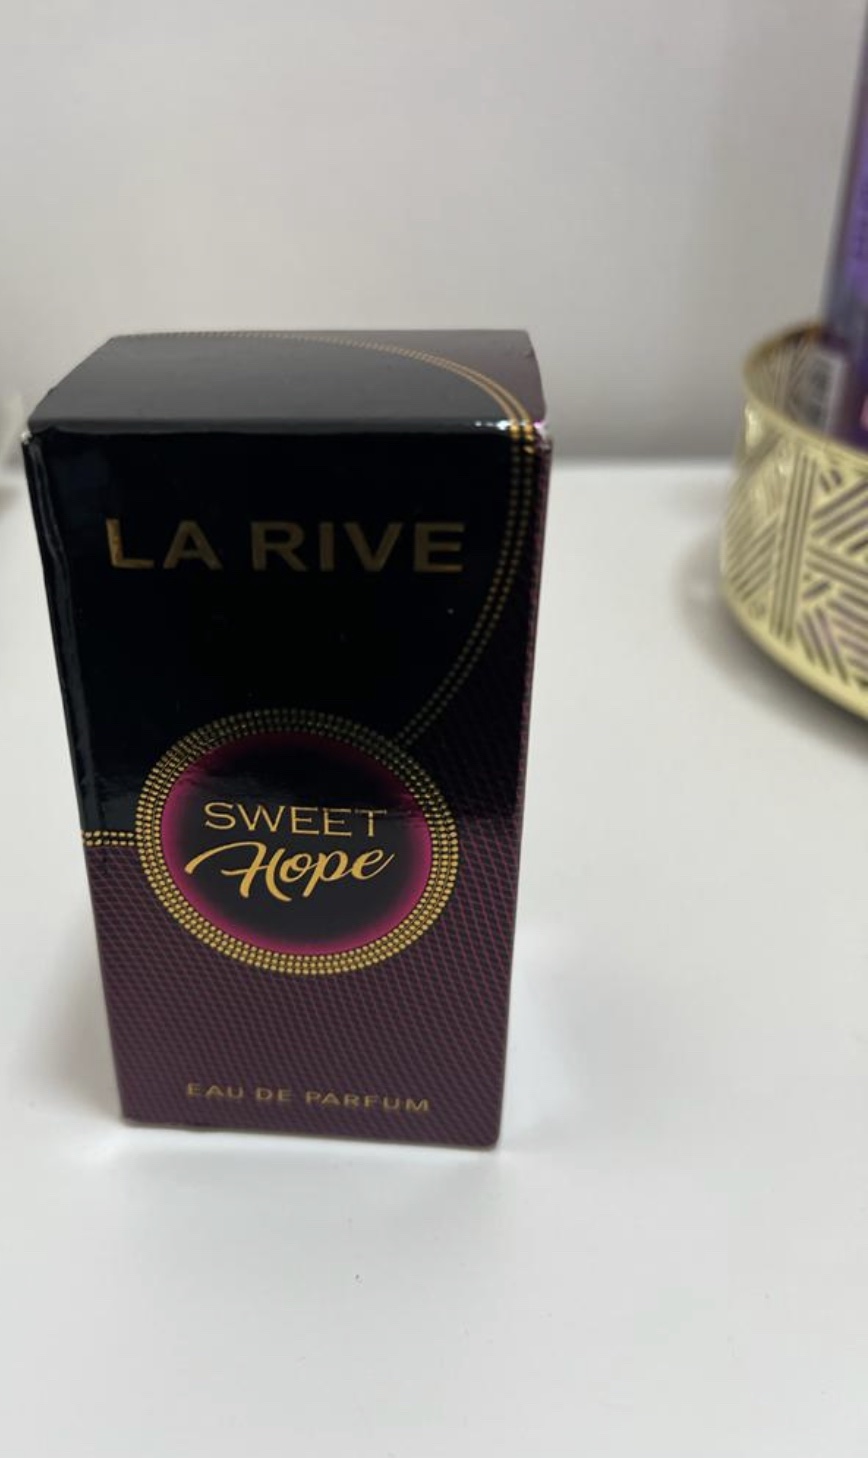 LA RIVE
SWEET
Hope
EAU DE PARFUM